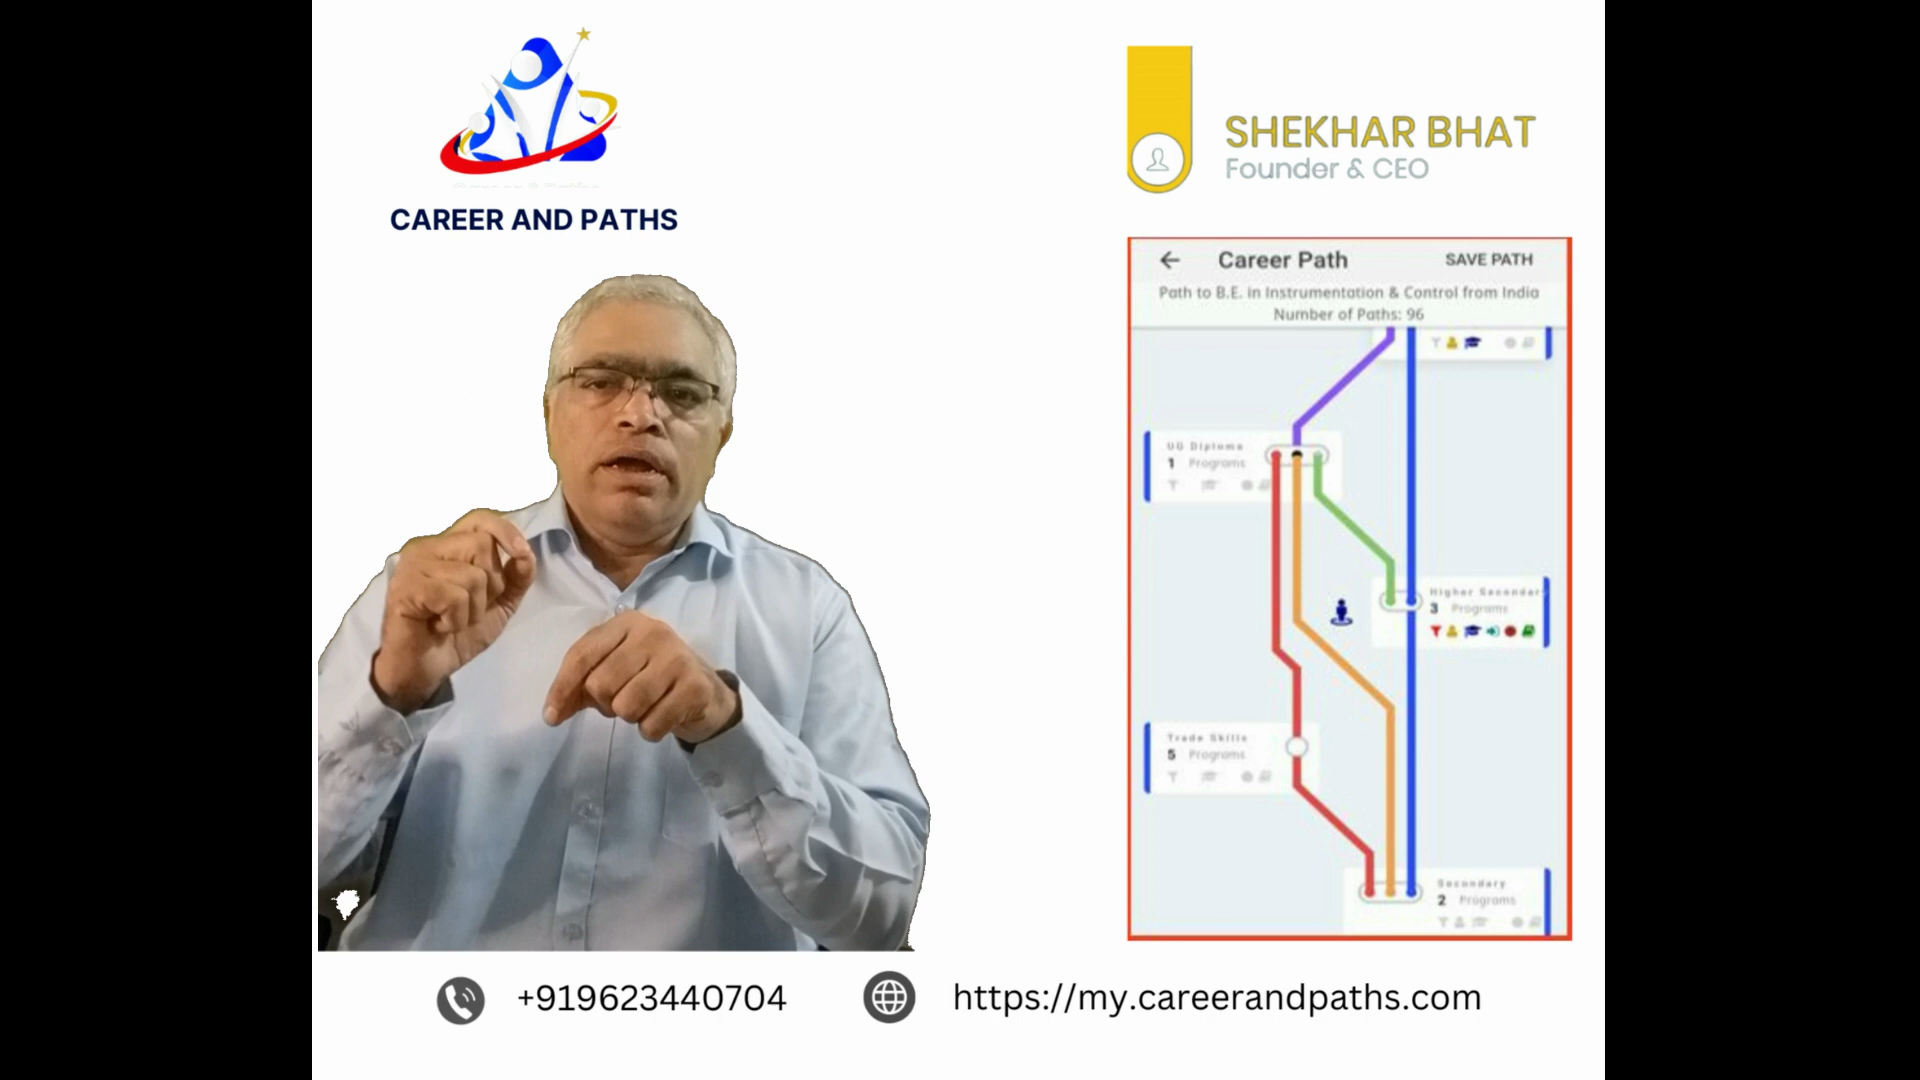 CAREER AND PATHS
SHEKHAR BHAT
Founder & CEO
Career Path
SAVE PATH
Path to B.E. in Instrumentation & Control from India
Number of Paths: 96
UG Diploma
1 Programs
Higher Secondar
3 Programs
Trade Skills
5 Programs
Secondary
2 Programs
+919623440704
https://my.careerandpaths.com